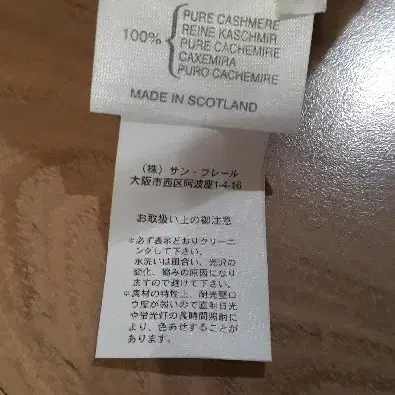 100%
PURE CASHMERE
REINE KASCHMIR
PURE CACHEMIRE
CAXEMIRA
PURO CACHEMIRE
MADE IN SCOTLAND
(株) サン・フレール
大阪市西区阿波座1-4-16
お取扱い上の御注意
※必ず表示どおりクリーニ
ングして下さい。
水洗いは風合い、光沢の
変化、縮みの原因になり
ますので避けて下さい。
※素材の特性上、耐光堅ロ
ウ度が弱いので直射日光
や蛍光灯の長時間照射に
より、色あせすることが
あります。